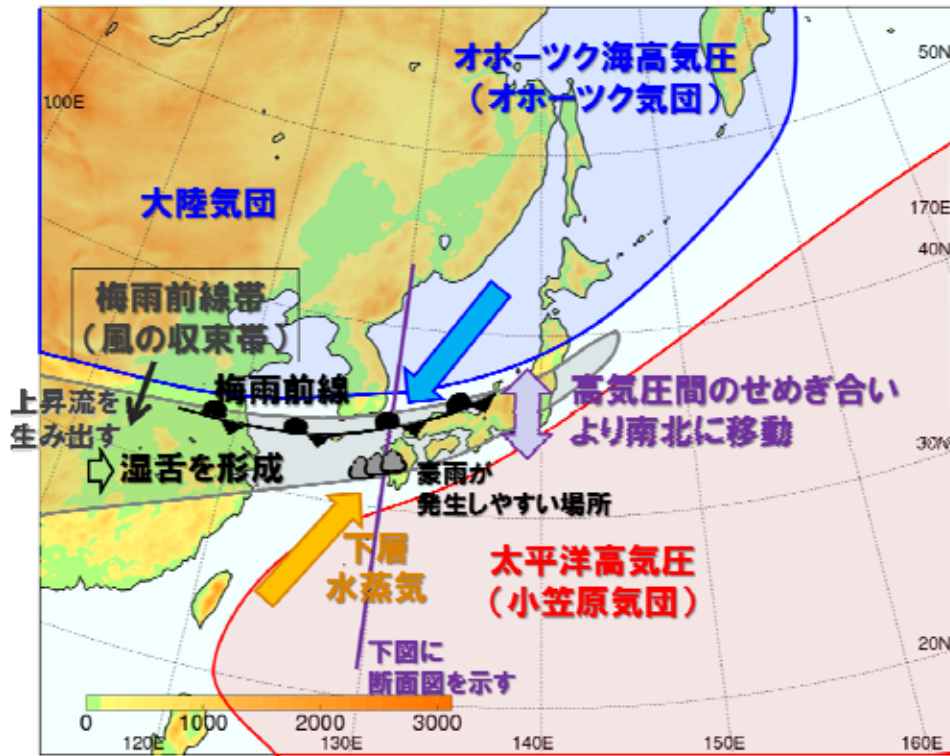 オホーツク海高気圧
（オホーツク気団）
50N
100E
大陸気団
170E
40N
梅雨前線帯
（風の収束帯）
梅雨前線
上昇流を
生み出す
高気圧間のせめぎ合い
より南北に移動
30N
湿舌を形成
豪雨が
発生しやすい場所
下層
水蒸気
太平洋高気圧
（小笠原気団）
20N
下図に
断面図を示す
0 1000 2000 3000
120E 130E 140E 150E 160E